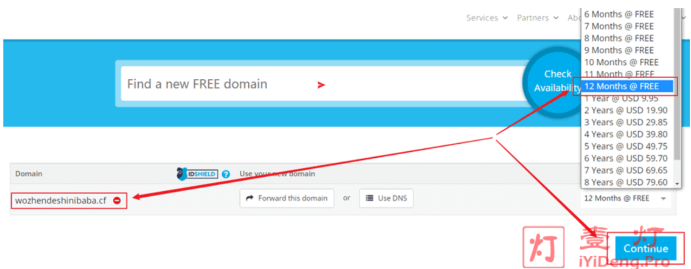 Services
Partners
Abo
6 Months @ FREE
7 Months @ FREE
8 Months @ FREE
9 Months @ FREE
10 Months @ FREE
11 Month @ FREE
12 Months @ FREE
1 Year @ USD 9.95
2 Years @ USD 19.90
3 Years @ USD 29.85
4 Years @ USD 39.80
5 Years @ USD 49.75
6 Years @ USD 59.70
7 Years @ USD 69.65
8 Years @ USD 79.60
Find a new FREE domain
Check
Availability
Domain
IDSHIELD
?
Use your new domain
wozhendeshinibaba.cf
Forward this domain
or
Use DNS
12 Months @ FREE
Continue
灯
壹灯
iYiDeng.Pro